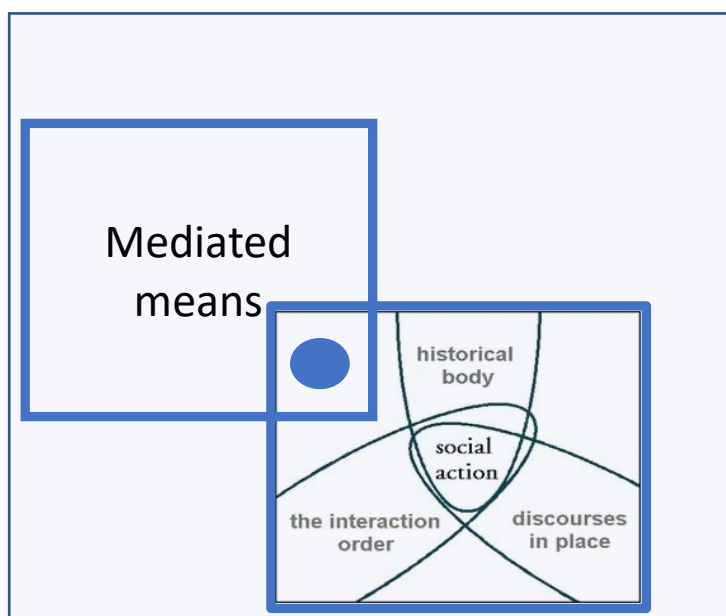 Mediated
means
historical
body
social
action
the interaction
order
discourses
in place